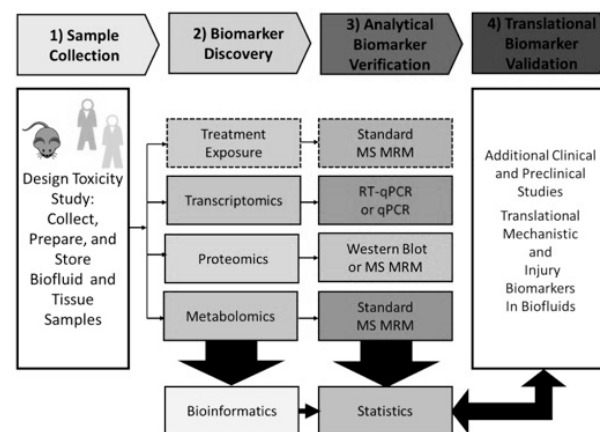 1) Sample
Collection
2) Biomarker
Discovery
3) Analytical
Biomarker
Verification
4) Translational
Biomarker
Validation
Design Toxicity
Study:
Collect,
Prepare, and
Store
Biofluid and
Tissue
Samples
Treatment
Exposure
Standard
MS MRM
Transcriptomics
RT-qPCR
or qPCR
Proteomics
Western Blot
or MS MRM
Metabolomics
Standard
MS MRM
Bioinformatics
Statistics
Additional Clinical
and Preclinical
Studies
Translational
Mechanistic
and
Injury
Biomarkers
In Biofluids